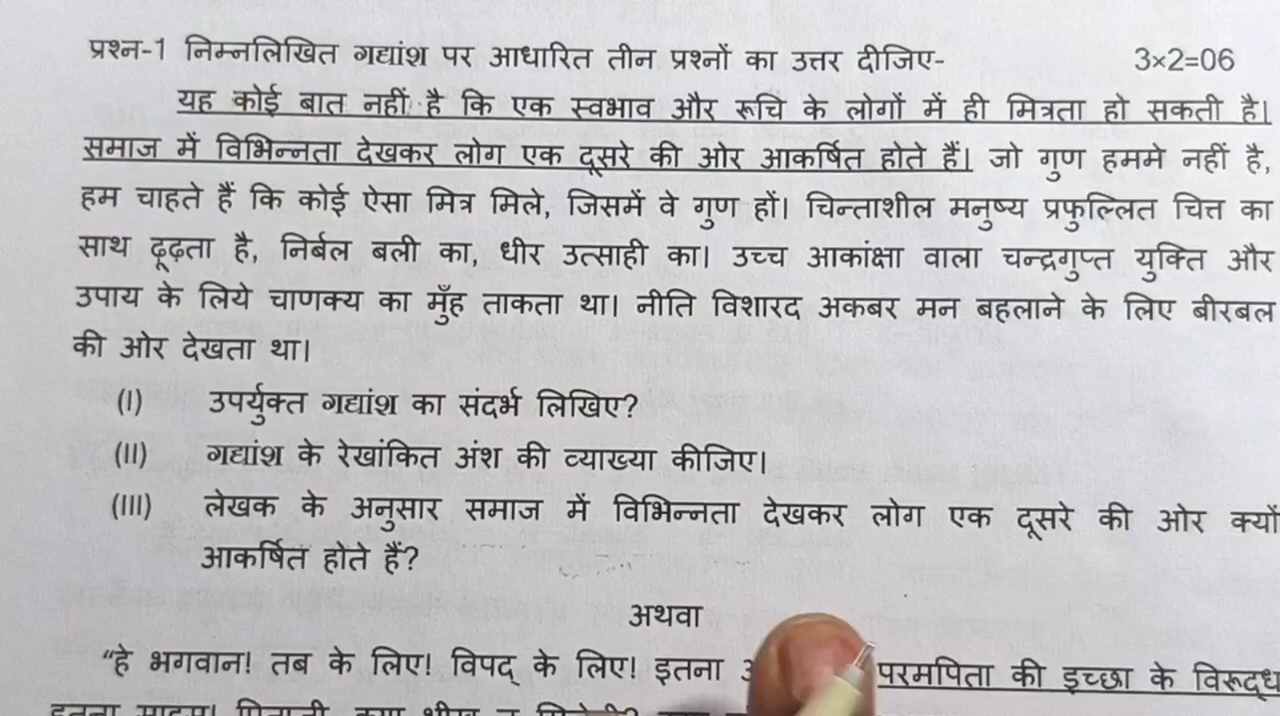 प्रश्न-1 निम्नलिखित गद्यांश पर आधारित तीन प्रश्नों का उत्तर दीजिए- 3×2=06
यह कोई बात नहीं है कि एक स्वभाव और रूचि के लोगों में ही मित्रता हो सकती है।
समाज में विभिन्नता देखकर लोग एक दूसरे की ओर आकर्षित होते हैं। जो गुण हममे नहीं है,
हम चाहते हैं कि कोई ऐसा मित्र मिले, जिसमें वे गुण हो। चिन्ताशील मनुष्य प्रफुल्लित चित्त का
साथ ढूढ़ता है, निर्बल बली का, धीर उत्साही का। उच्च आकांक्षा वाला चन्द्रगुप्त युक्ति और
उपाय के लिये चाणक्य का मुँह ताकता था। नीति विशारद अकबर मन बहलाने के लिए बीरबल
की ओर देखता था।
(I) उपर्युक्त गद्यांश का संदर्भ लिखिए?
(II) गद्यांश के रेखांकित अंश की व्याख्या कीजिए।
(III) लेखक के अनुसार समाज में विभिन्नता देखकर लोग एक दूसरे की ओर क्यों
आकर्षित होते हैं?
अथवा
“हे भगवान! तब के लिए! विपद् के लिए! इतना परमपिता की इच्छा के विरूद्ध